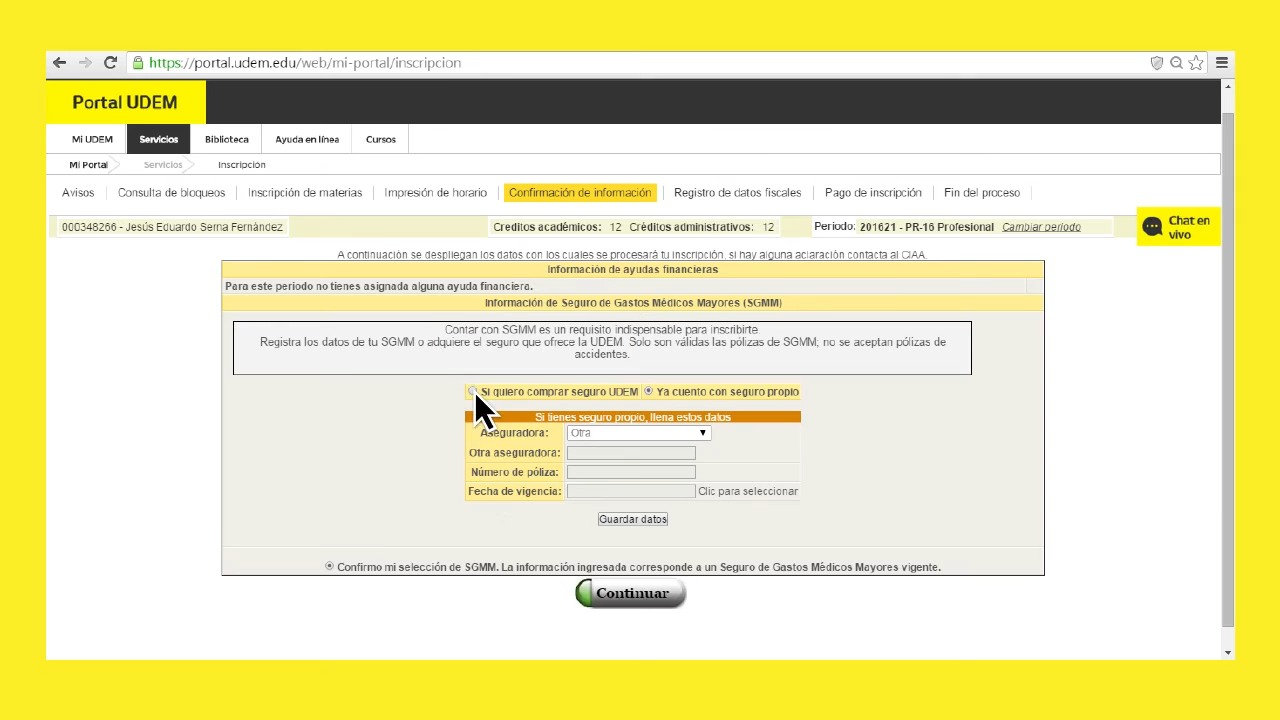 https://portal.udem.edu/web/mi-portal/inscripcion
Portal UDEM
Mi UDEM Servicios Biblioteca Ayuda en línea Cursos
Mi Portal Servicios Inscripción
Avisos Consulta de bloqueos Inscripción de materias Impresión de horario Confirmación de información Registro de datos fiscales Pago de inscripción Fin del proceso
Chat en vivo
000348266 - Jesús Eduardo Serna Fernández Creditos académicos: 12 Créditos administrativos: 12 Periodo: 201621 - PR-16 Profesional Cambiar periodo
A continuación se despliegan los datos con los cuales se procesará tu inscripción, si hay alguna aclaración contacta al CIAA.
Información de ayudas financieras
Para este periodo no tienes asignada alguna ayuda financiera.
Información de Seguro de Gastos Médicos Mayores (SGMM)
Contar con SGMM es un requisito indispensable para inscribirte.
Registra los datos de tu SGMM o adquiere el seguro que ofrece la UDEM. Solo son válidas las pólizas de SGMM; no se aceptan pólizas de
accidentes.
Si quiero comprar seguro UDEM Ya cuento con seguro propio
Si tienes seguro propio, llena estos datos
Aseguradora: Otra
Otra aseguradora:
Número de póliza:
Fecha de vigencia: Clic para seleccionar
Guardar datos
Confirmo mi selección de SGMM. La información ingresada corresponde a un Seguro de Gastos Médicos Mayores vigente.
Continuar